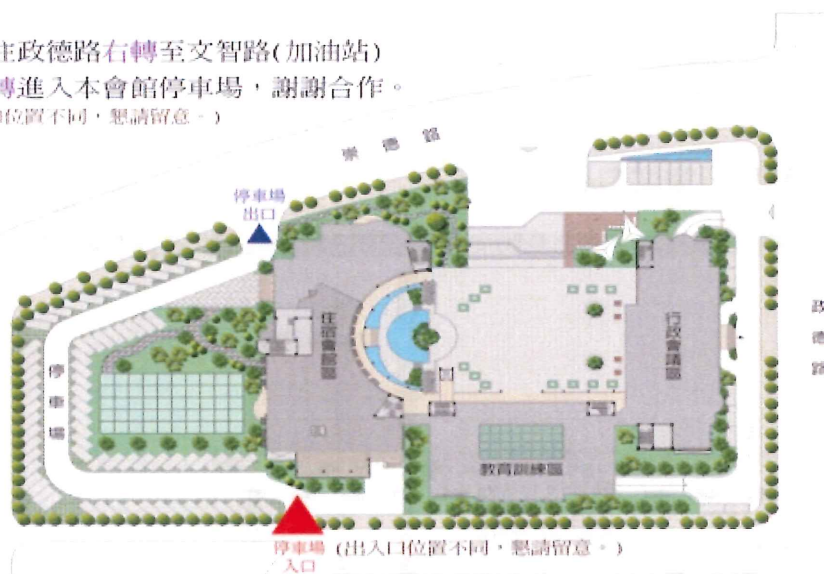 往政德路右轉至文智路(加油站)
轉進入本會館停車場，謝謝合作。
位置不同，懇請留意。)
崇德路
停車場
出口
住宿會館區
行政會議區
政德路
停車場
教育訓練區
停車場 (出入口位置不同，懇請留意。)
入口